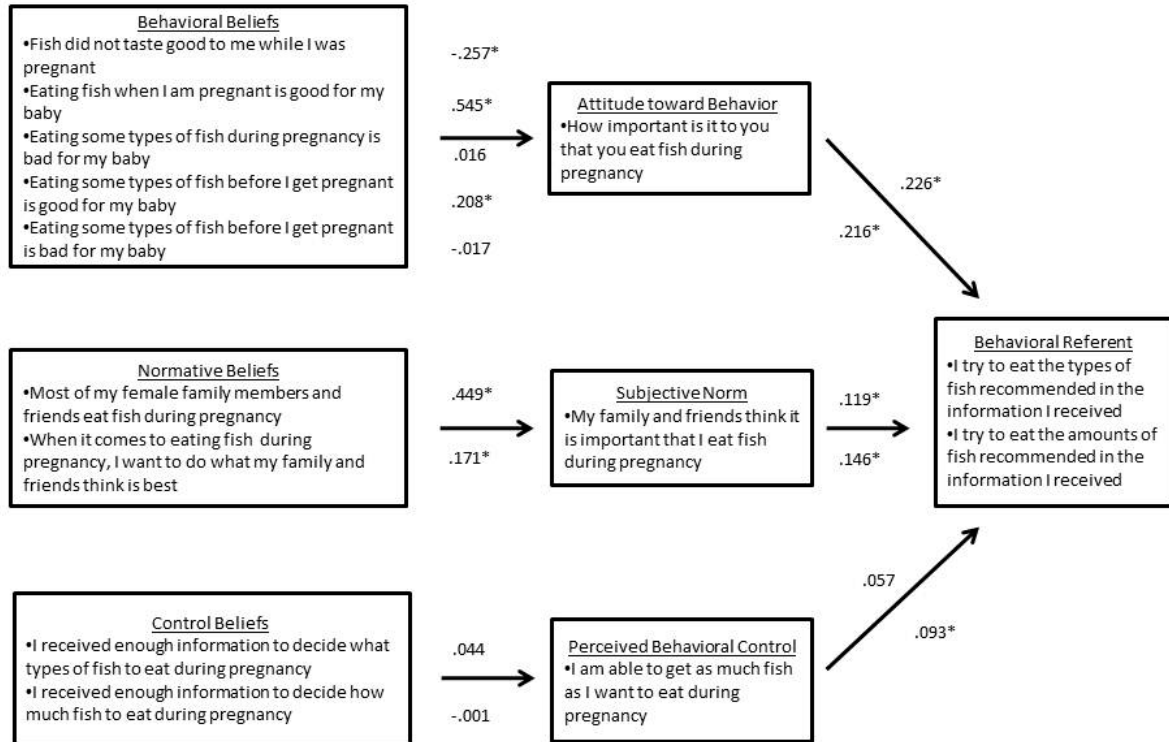 Behavioral Beliefs
•Fish did not taste good to me while I was
pregnant
•Eating fish when I am pregnant is good for my
baby
•Eating some types of fish during pregnancy is
bad for my baby
•Eating some types of fish before I get pregnant
is good for my baby
•Eating some types of fish before I get pregnant
is bad for my baby
-.257*
.545*
.016
.208*
-.017
Attitude toward Behavior
•How important is it to you
that you eat fish during
pregnancy
.226*
.216*
Normative Beliefs
•Most of my female family members and
friends eat fish during pregnancy
•When it comes to eating fish during
pregnancy, I want to do what my family and
friends think is best
.449*
.171*
Subjective Norm
•My family and friends think it
is important that I eat fish
during pregnancy
.119*
.146*
Behavioral Referent
•I try to eat the types of
fish recommended in the
information I received
•I try to eat the amounts of
fish recommended in the
information I received
Control Beliefs
•I received enough information to decide what
types of fish to eat during pregnancy
•I received enough information to decide how
much fish to eat during pregnancy
.044
-.001
Perceived Behavioral Control
•I am able to get as much fish
as I want to eat during
pregnancy
.057
.093*